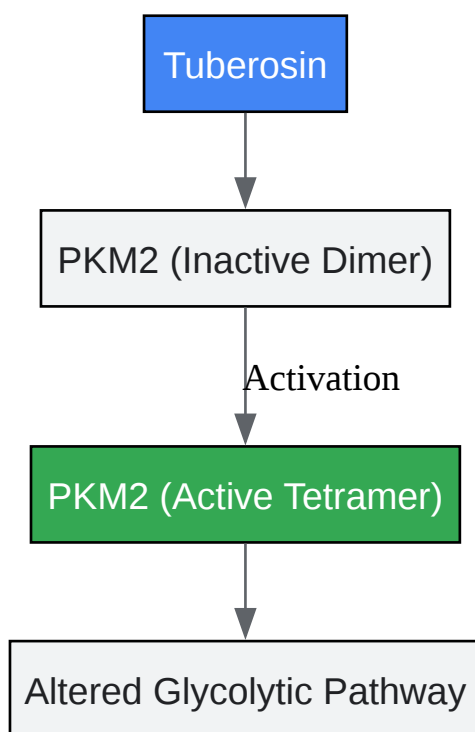 Tuberosin
PKM2 (Inactive Dimer)
Activation
PKM2 (Active Tetramer)
Altered Glycolytic Pathway